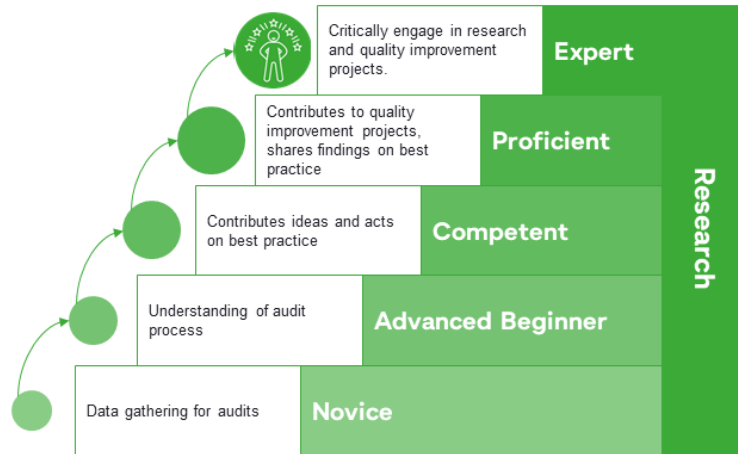 Critically engage in research
and quality improvement
projects.
Expert
Contributes to quality
improvement projects,
shares findings on best
practice
Proficient
Contributes ideas and acts
on best practice
Competent
Understanding of audit
process
Advanced Beginner
Data gathering for audits
Novice
Research